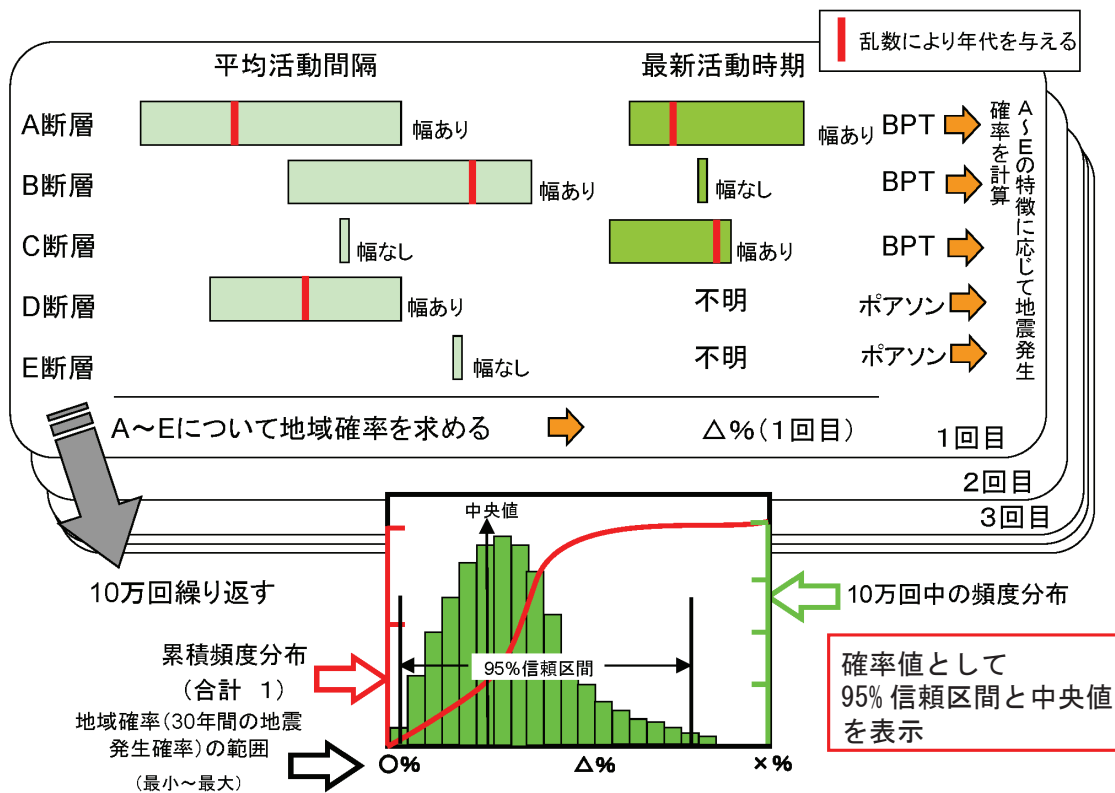 乱数により年代を与える
平均活動間隔
最新活動時期
A断層
幅あり
幅あり
BPT
B断層
幅あり
幅なし
BPT
C断層
幅なし
幅あり
BPT
D断層
幅あり
不明
ポアソン
E断層
幅なし
不明
ポアソン
A～Eの特徴に応じて地震発生
確率を計算
A～Eについて地域確率を求める
△%(1回目)
1回目
2回目
3回目
10万回繰り返す
中央値
95%信頼区間
10万回中の頻度分布
累積頻度分布
(合計 1)
地域確率(30年間の地震
発生確率)の範囲
(最小～最大)
○%
△%
×%
確率値として
95%信頼区間と中央値
を表示